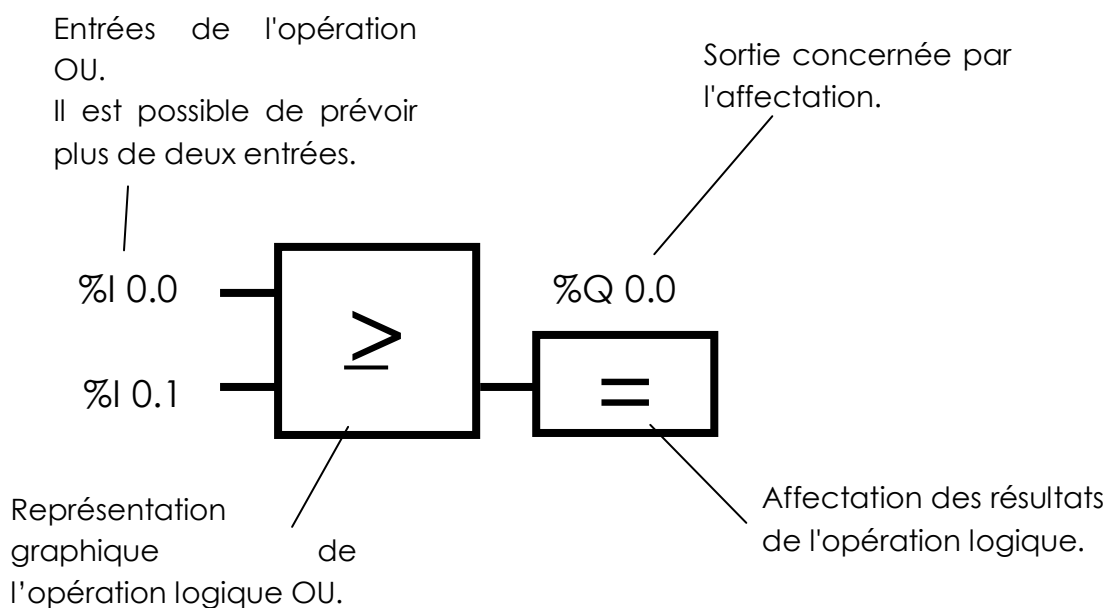 Entrées de l'opération
OU.
Il est possible de prévoir
plus de deux entrées.
Sortie concernée par
l'affectation.
%I 0.0
%Q 0.0
≥
%I 0.1
=
Représentation
graphique de
l’opération logique OU.
Affectation des résultats
de l'opération logique.